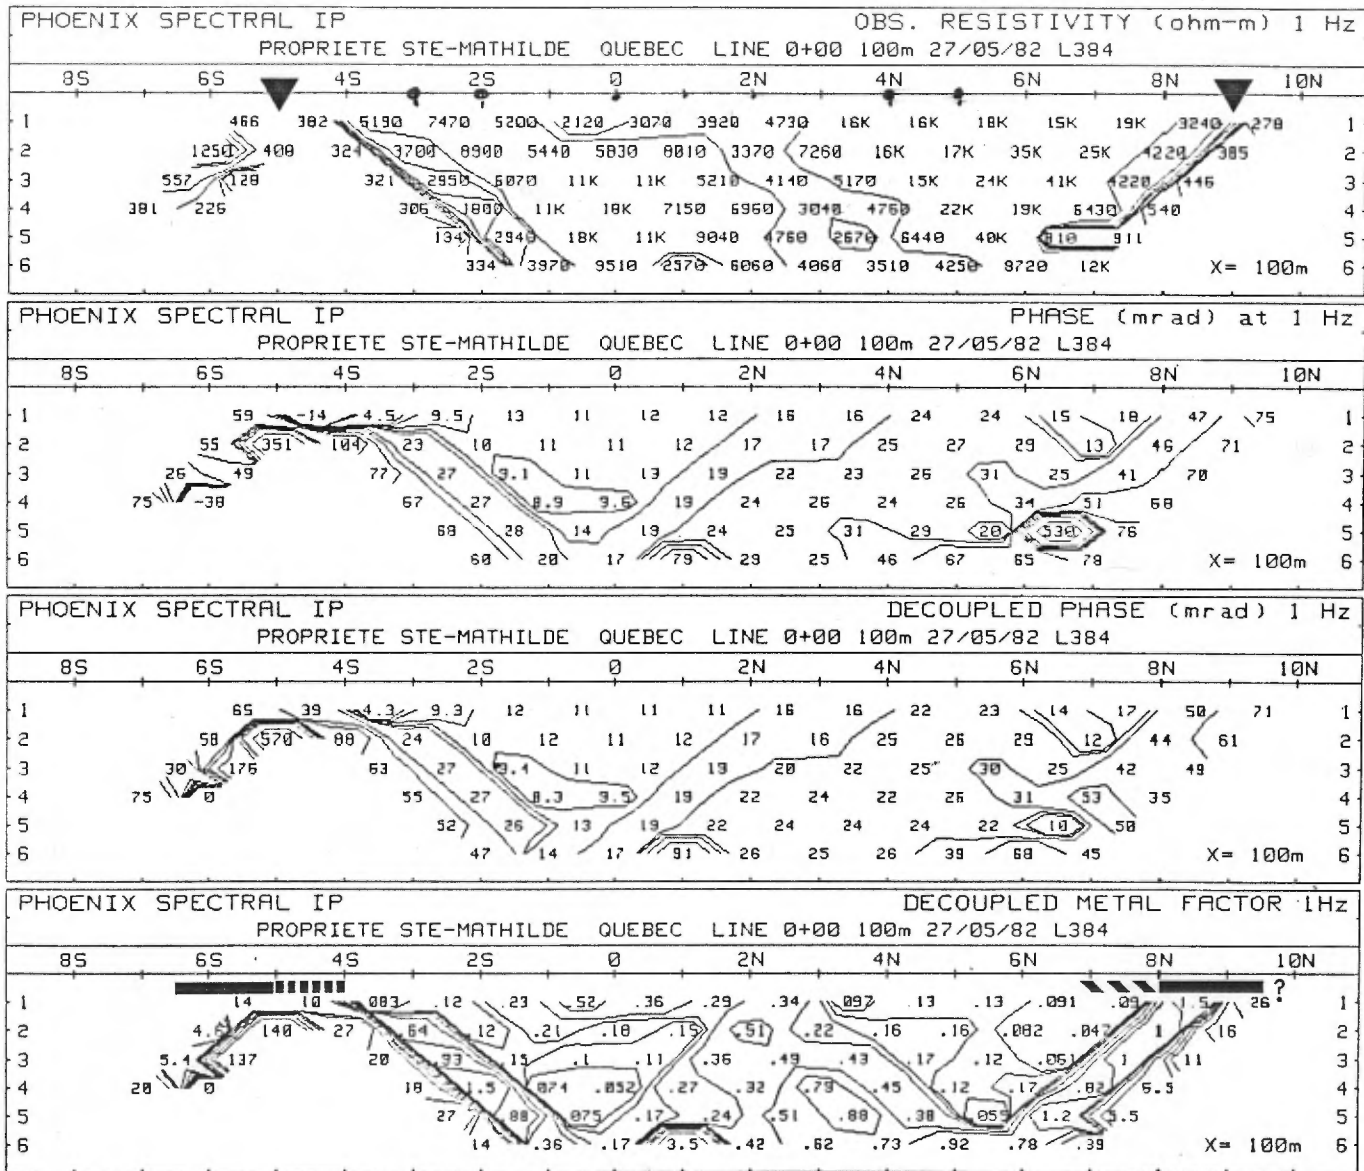 PHOENIX SPECTRAL IP OBS. RESISTIVITY (ohm-m) 1 Hz
PROPRIETE STE-MATHILDE QUEBEC LINE 0+00 100m 27/05/82 L384
8S 6S 4S 2S 0 2N 4N 6N 8N 10N
1 466 382 5190 7470 5200 2120 3070 3920 4730 16K 16K 18K 15K 19K 3240 278 1
2 1250 408 324 3700 8900 5440 5830 8010 3370 7260 16K 17K 35K 25K 4220 385 2
3 557 128 321 2950 6070 11K 11K 5210 4140 5170 15K 24K 41K 4220 446 3
4 381 226 306 1800 11K 18K 7150 6960 3040 4760 22K 19K 6430 540 4
5 134 2940 18K 11K 9040 4760 2670 6440 40K 810 911 5
6 334 3970 9510 2570 6060 4060 3510 4250 8720 12K X= 100m 6
PHOENIX SPECTRAL IP PHASE (mrad) at 1 Hz
PROPRIETE STE-MATHILDE QUEBEC LINE 0+00 100m 27/05/82 L384
8S 6S 4S 2S 0 2N 4N 6N 8N 10N
1 59 -14 4.5 9.5 13 11 12 12 16 16 24 24 15 18 47 75 1
2 55 351 104 23 10 11 11 12 17 17 25 27 29 13 46 71 2
3 26 49 77 27 9.1 11 13 19 22 23 26 31 25 41 70 3
4 75 -38 67 27 8.9 9.6 19 24 26 24 26 34 51 68 4
5 68 28 14 19 24 25 31 29 20 530 76 5
6 60 20 17 79 29 25 46 67 65 78 X= 100m 6
PHOENIX SPECTRAL IP DECOUPLED PHASE (mrad) 1 Hz
PROPRIETE STE-MATHILDE QUEBEC LINE 0+00 100m 27/05/82 L384
8S 6S 4S 2S 0 2N 4N 6N 8N 10N
1 65 39 4.3 9.3 12 11 11 11 16 16 22 23 14 17 50 71 1
2 58 570 88 24 10 12 11 12 17 16 25 26 29 12 44 61 2
3 30 176 63 27 9.4 11 12 19 20 22 25 30 25 42 49 3
4 75 0 55 27 8.3 9.5 19 22 24 22 26 31 53 35 4
5 52 26 13 19 22 24 24 24 22 10 50 5
6 47 14 17 91 26 25 26 39 68 45 X= 100m 6
PHOENIX SPECTRAL IP DECOUPLED METAL FACTOR 1Hz
PROPRIETE STE-MATHILDE QUEBEC LINE 0+00 100m 27/05/82 L384
8S 6S 4S 2S 0 2N 4N 6N 8N 10N
?
1 14 10 .083 .12 .23 .52 .36 .29 .34 .097 .13 .13 .091 .09 1.5 26 1
2 4.6 140 27 .64 .12 .21 .18 .15 .51 .22 .16 .16 .082 .047 1 16 2
3 5.4 137 20 .93 .15 .1 .11 .36 .49 .43 .17 .12 .061 1 11 3
4 20 0 18 1.5 .074 .052 .27 .32 .79 .45 .12 .17 .82 6.5 4
5 27 .88 .075 .17 .24 .51 .88 .38 .055 1.2 5.5 5
6 14 .36 .17 3.5 .42 .62 .73 .92 .78 .39 X= 100m 6